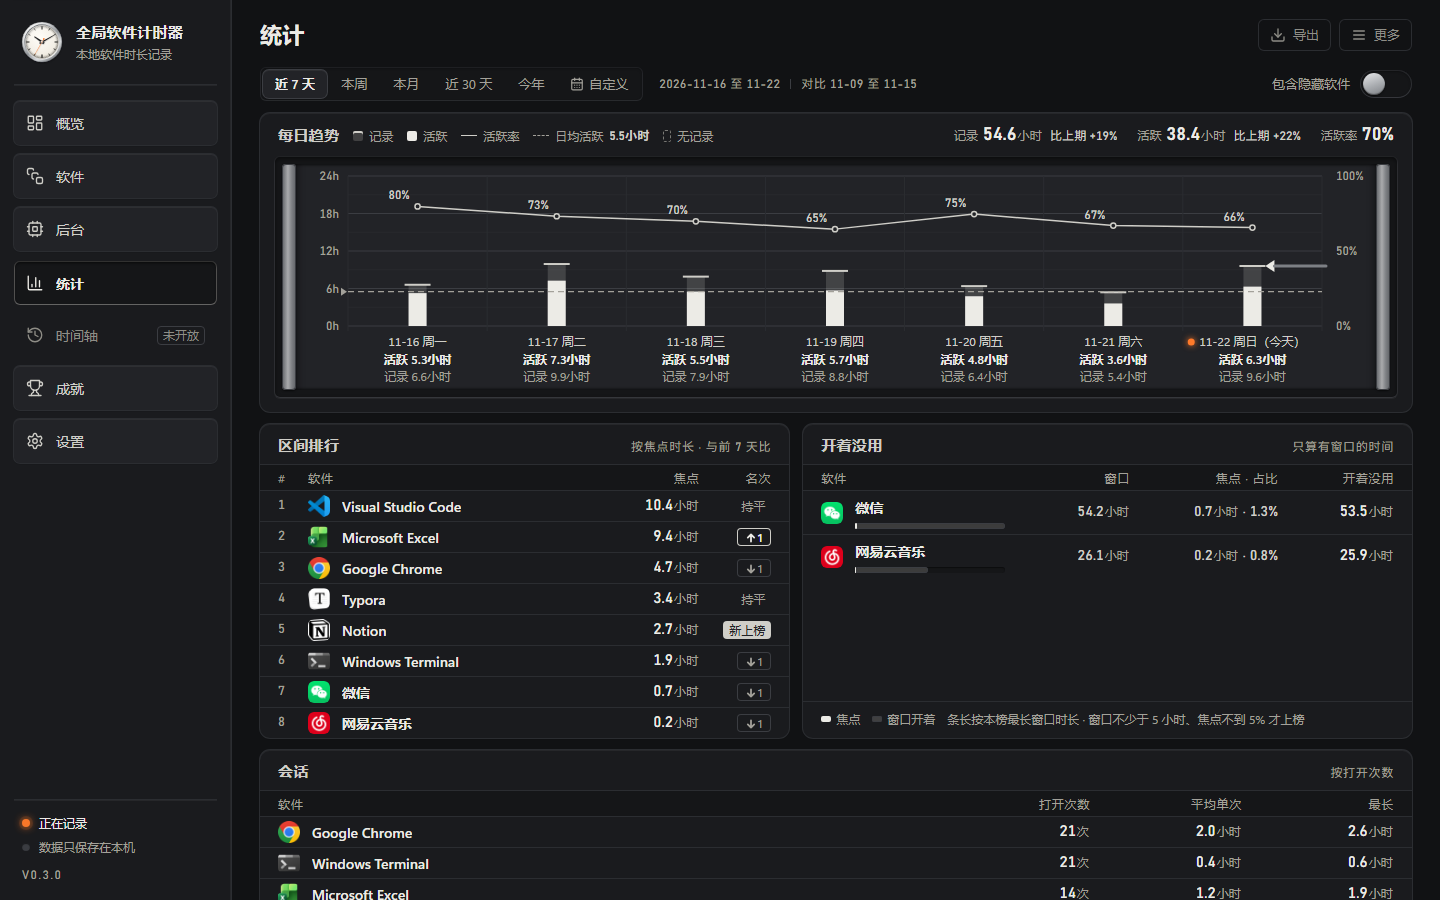 全局软件计时器
本地软件时长记录
概览
软件
后台
统计
时间轴 未开放
成就
设置
正在记录
数据只保存在本机
V0.3.0
统计
导出 更多
近 7 天 本周 本月 近 30 天 今年 自定义 2026-11-16 至 11-22 对比 11-09 至 11-15 包含隐藏软件
每日趋势 记录 活跃 活跃率 日均活跃 5.5小时 无记录 记录 54.6小时 比上期 +19% 活跃 38.4小时 比上期 +22% 活跃率 70%
24h 100%
18h
12h 50%
6h
0h 0%
80% 73% 70% 65% 75% 67% 66%
11-16 周一 11-17 周二 11-18 周三 11-19 周四 11-20 周五 11-21 周六 11-22 周日 (今天)
活跃 5.3小时 活跃 7.3小时 活跃 5.5小时 活跃 5.7小时 活跃 4.8小时 活跃 3.6小时 活跃 6.3小时
记录 6.6小时 记录 9.9小时 记录 7.9小时 记录 8.8小时 记录 6.4小时 记录 5.4小时 记录 9.6小时
区间排行 按焦点时长 · 与前 7 天比
# 软件 焦点 名次
1 Visual Studio Code 10.4小时 持平
2 Microsoft Excel 9.4小时 ↑1
3 Google Chrome 4.7小时 ↓1
4 Typora 3.4小时 持平
5 Notion 2.7小时 新上榜
6 Windows Terminal 1.9小时 ↓1
7 微信 0.7小时 ↓1
8 网易云音乐 0.2小时 ↓1
开着没用 只算有窗口的时间
软件 窗口 焦点 · 占比 开着没用
微信 54.2小时 0.7小时 · 1.3% 53.5小时
网易云音乐 26.1小时 0.2小时 · 0.8% 25.9小时
焦点 窗口开着 条长按本榜最长窗口时长 · 窗口不少于 5 小时、焦点不到 5% 才上榜
会话 按打开次数
软件 打开次数 平均单次 最长
Google Chrome 21次 2.0小时 2.6小时
Windows Terminal 21次 0.4小时 0.6小时
Microsoft Excel 14次 1.2小时 1.9小时